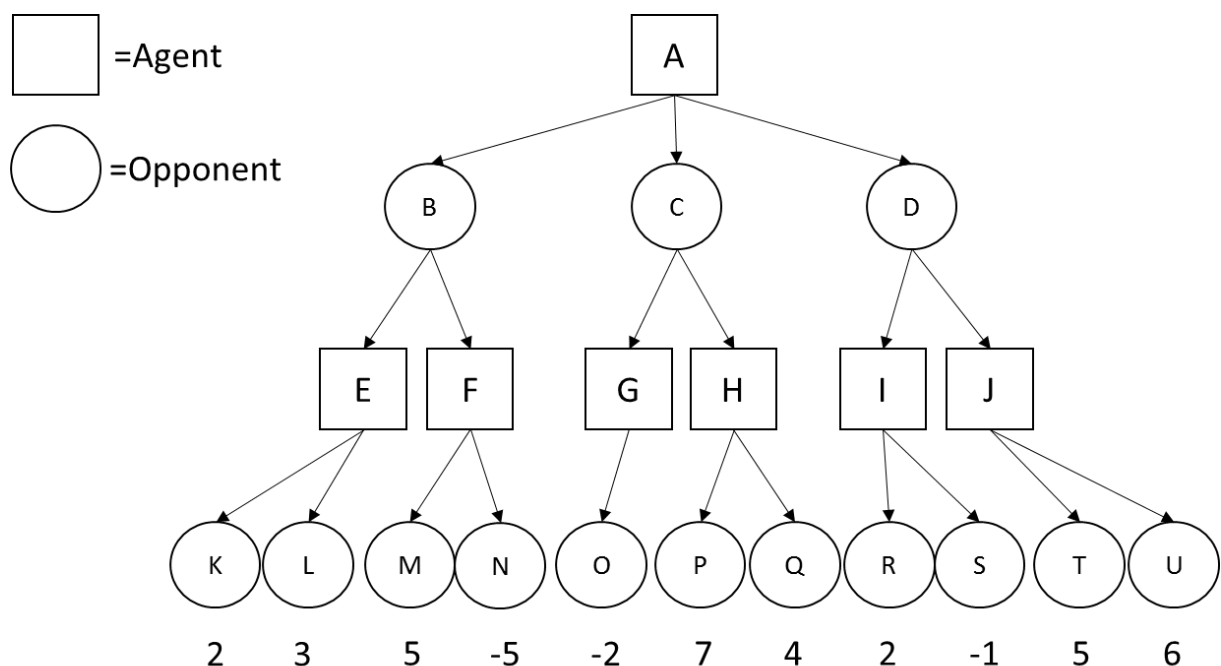 =Agent
A
=Opponent
B C D
E F G H I J
K L M N O P Q R S T U
2 3 5 -5 -2 7 4 2 -1 5 6